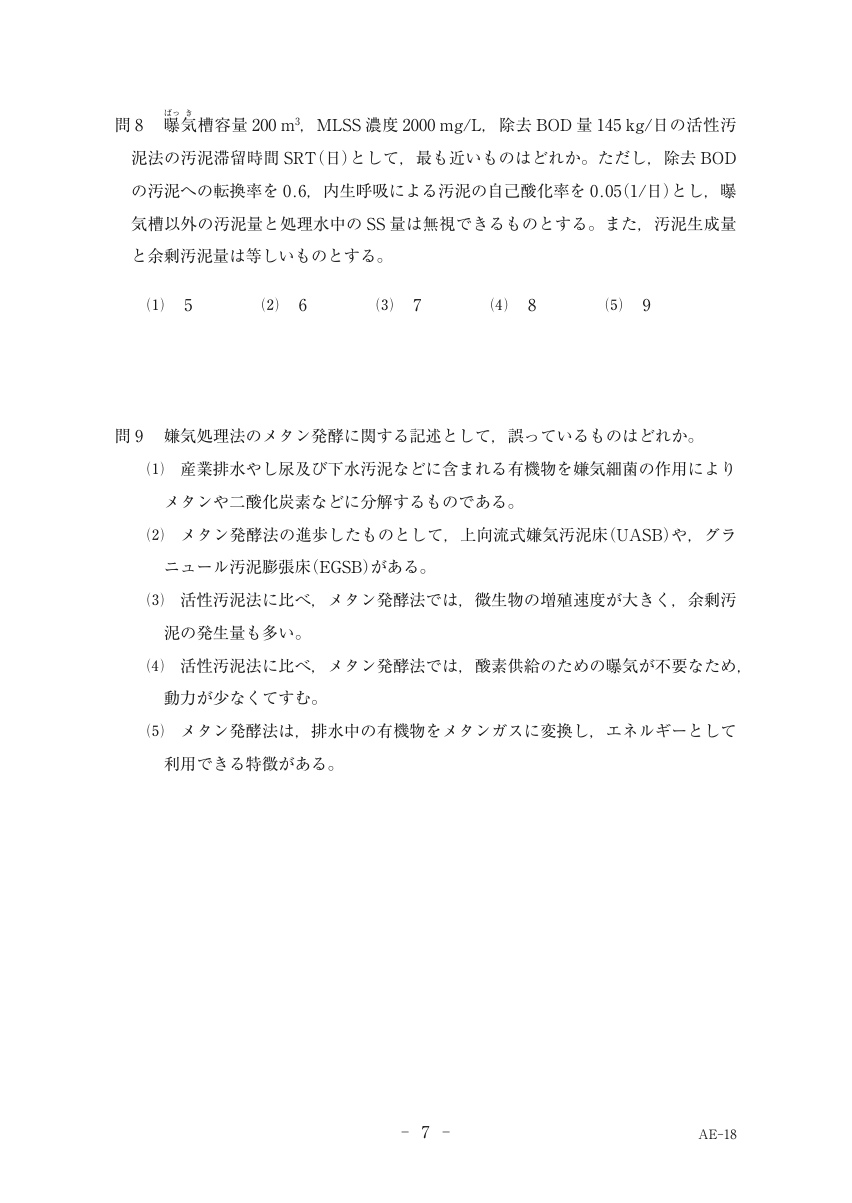 ばっ き
問8 曝気槽容量 200 m³，MLSS 濃度 2000 mg/L，除去 BOD 量 145 kg/日の活性汚
泥法の汚泥滞留時間 SRT（日）として，最も近いものはどれか。ただし，除去 BOD
の汚泥への転換率を 0.6，内生呼吸による汚泥の自己酸化率を 0.05（1/日）とし，曝
気槽以外の汚泥量と処理水中の SS 量は無視できるものとする。また，汚泥生成量
と余剰汚泥量は等しいものとする。
⑴ 5 ⑵ 6 ⑶ 7 ⑷ 8 ⑸ 9
問9 嫌気処理法のメタン発酵に関する記述として，誤っているものはどれか。
⑴ 産業排水やし尿及び下水汚泥などに含まれる有機物を嫌気細菌の作用により
メタンや二酸化炭素などに分解するものである。
⑵ メタン発酵法の進歩したものとして，上向流式嫌気汚泥床（UASB）や，グラ
ニュール汚泥膨張床（EGSB）がある。
⑶ 活性汚泥法に比べ，メタン発酵法では，微生物の増殖速度が大きく，余剰汚
泥の発生量も多い。
⑷ 活性汚泥法に比べ，メタン発酵法では，酸素供給のための曝気が不要なため，
動力が少なくてすむ。
⑸ メタン発酵法は，排水中の有機物をメタンガスに変換し，エネルギーとして
利用できる特徴がある。
- 7 -
AE-18